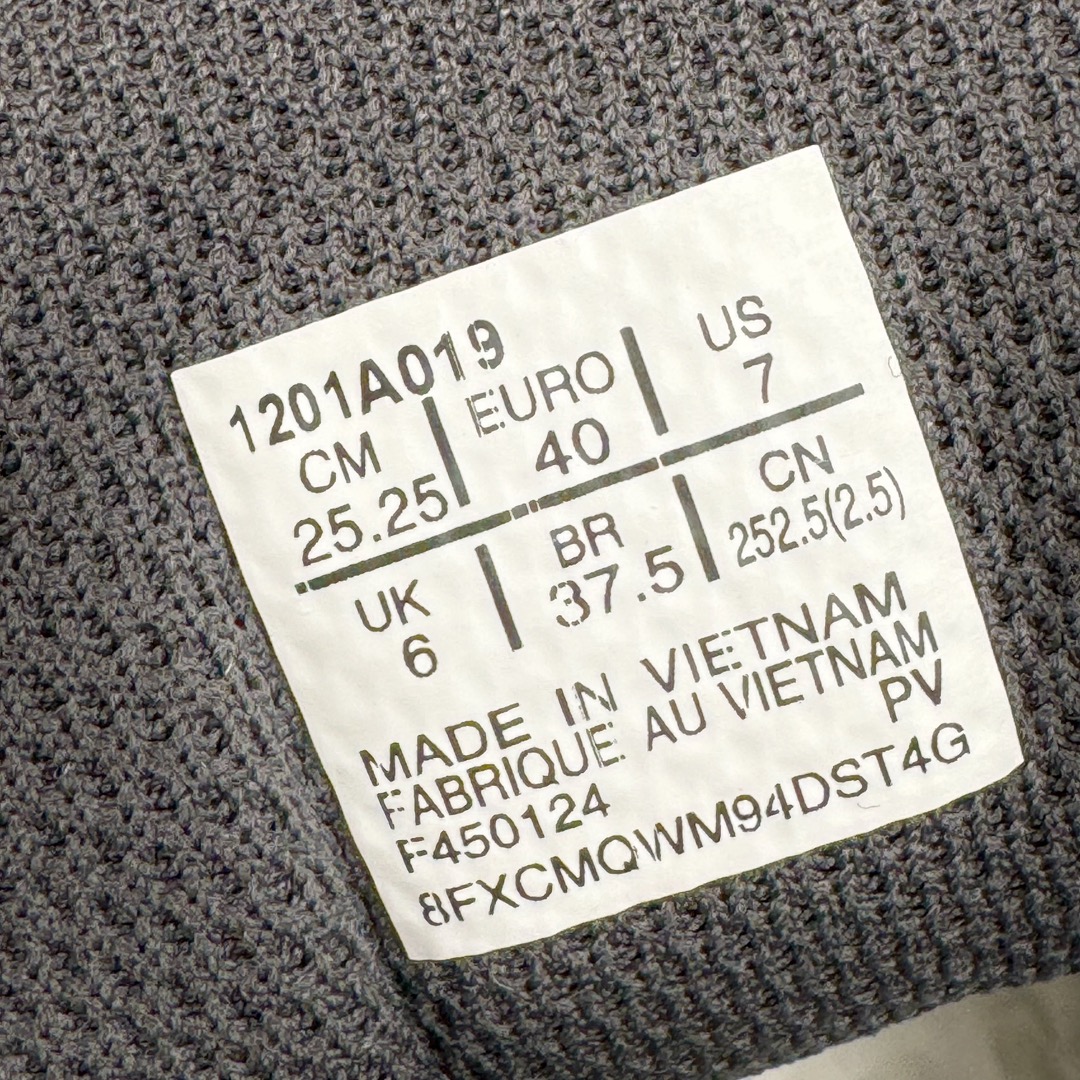 1201A019
CM EURO US
25.25 40 7
UK BR CN
6 37.5 252.5(2.5)
MADE IN VIETNAM
FABRIQUE AU VIETNAM
PV
F450124
8FXCMQWM94DST4G